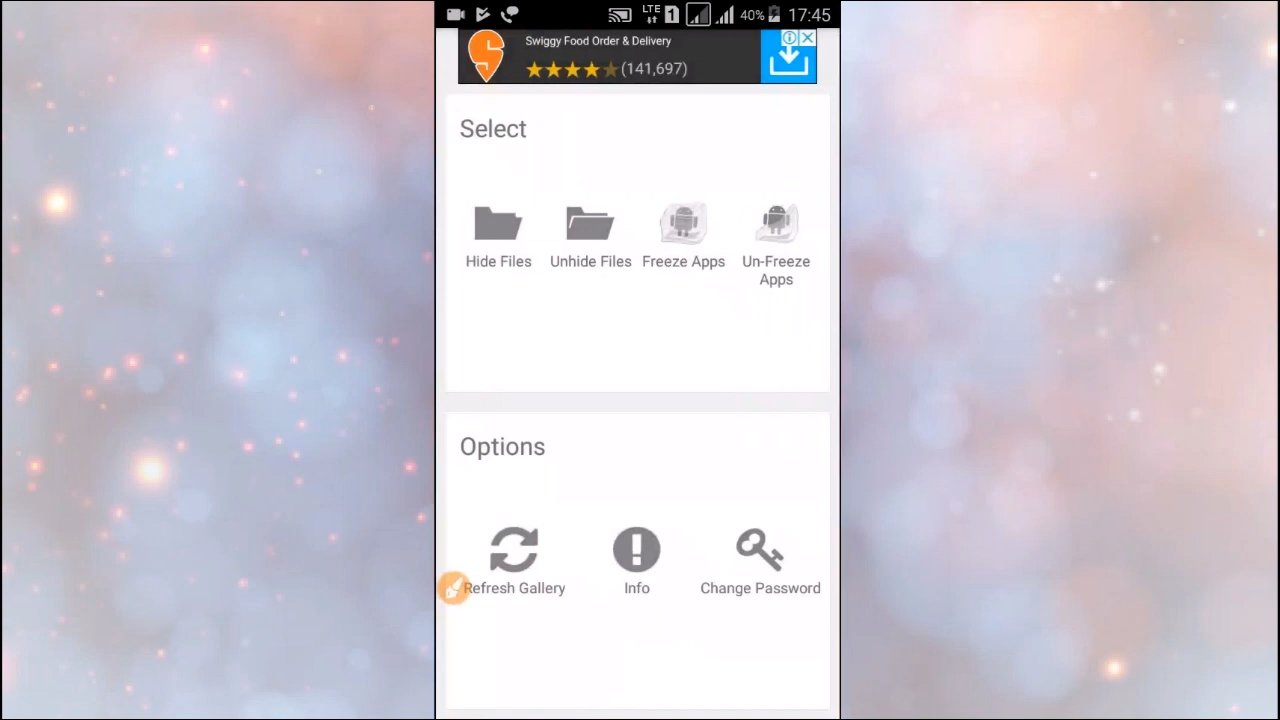 LTE 1 40% 17:45
Swiggy Food Order & Delivery
(141,697)
Select
Hide Files Unhide Files Freeze Apps Un-Freeze
Apps
Options
Refresh Gallery Info Change Password